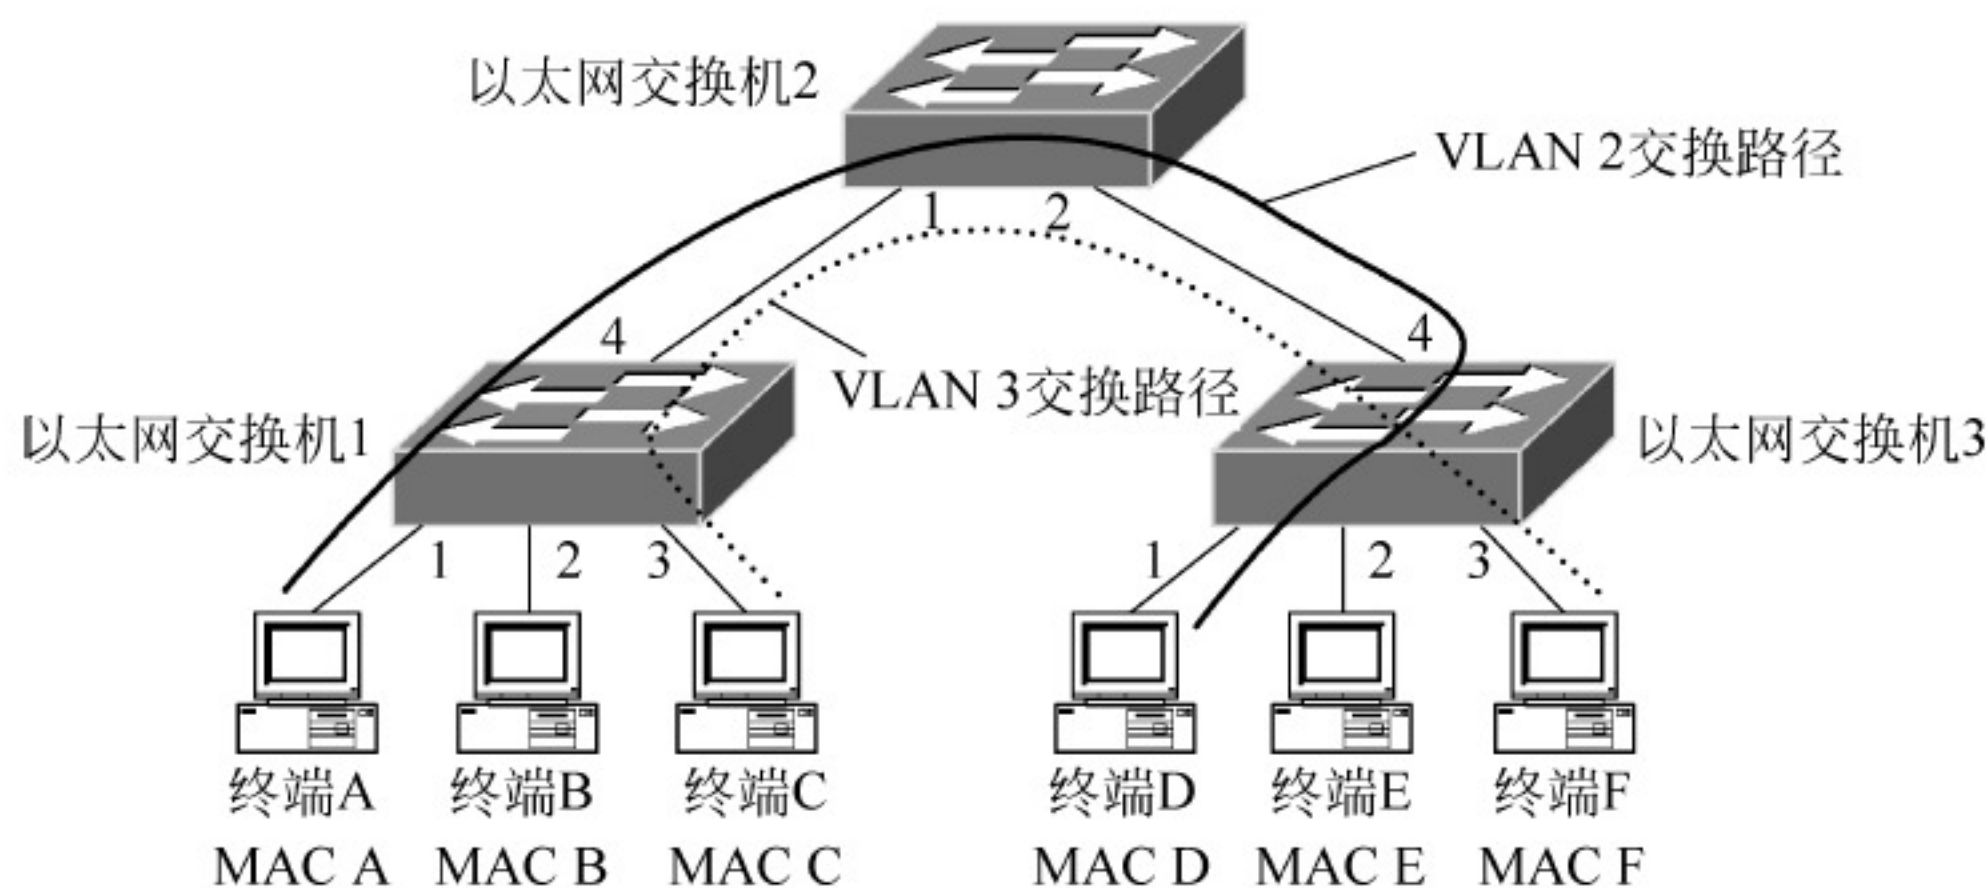 以太网交换机2
VLAN 2交换路径
1
2
4
4
VLAN 3交换路径
以太网交换机1
以太网交换机3
1
2
3
1
2
3
终端A
终端B
终端C
终端D
终端E
终端F
MAC A
MAC B
MAC C
MAC D
MAC E
MAC F